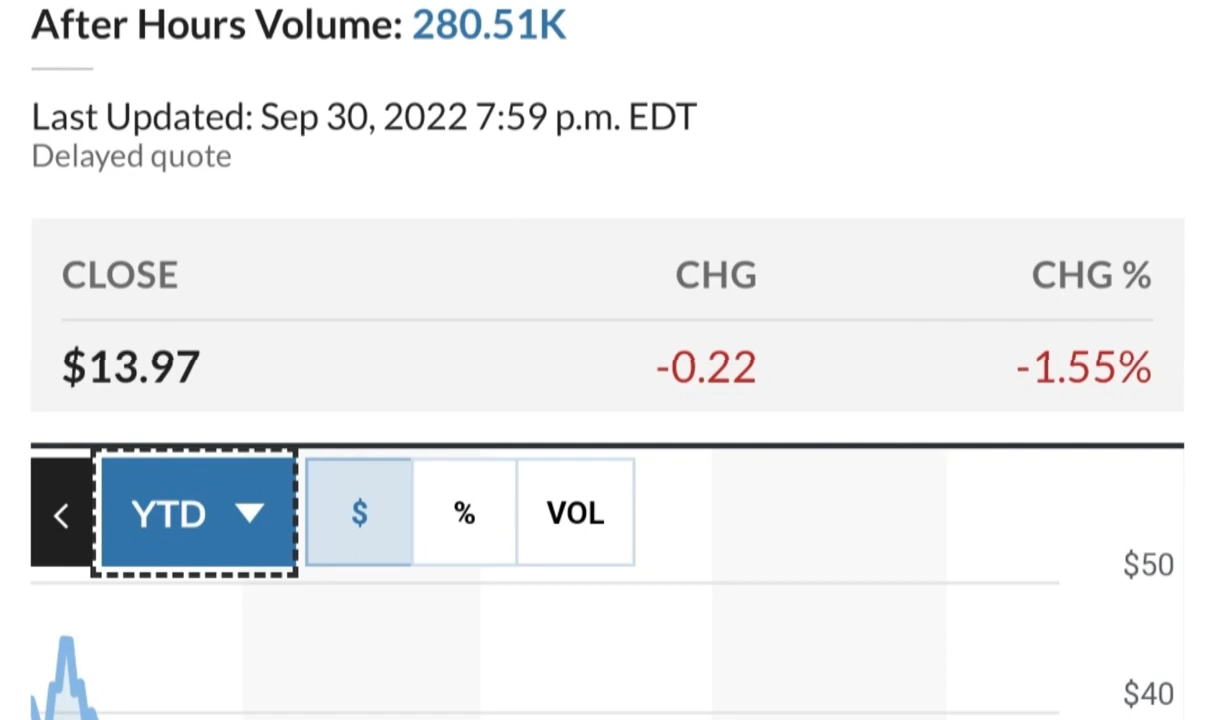 After Hours Volume: 280.51K
Last Updated: Sep 30, 2022 7:59 p.m. EDT
Delayed quote
CLOSE CHG CHG %
$13.97 -0.22 -1.55%
YTD $ % VOL
$50
$40